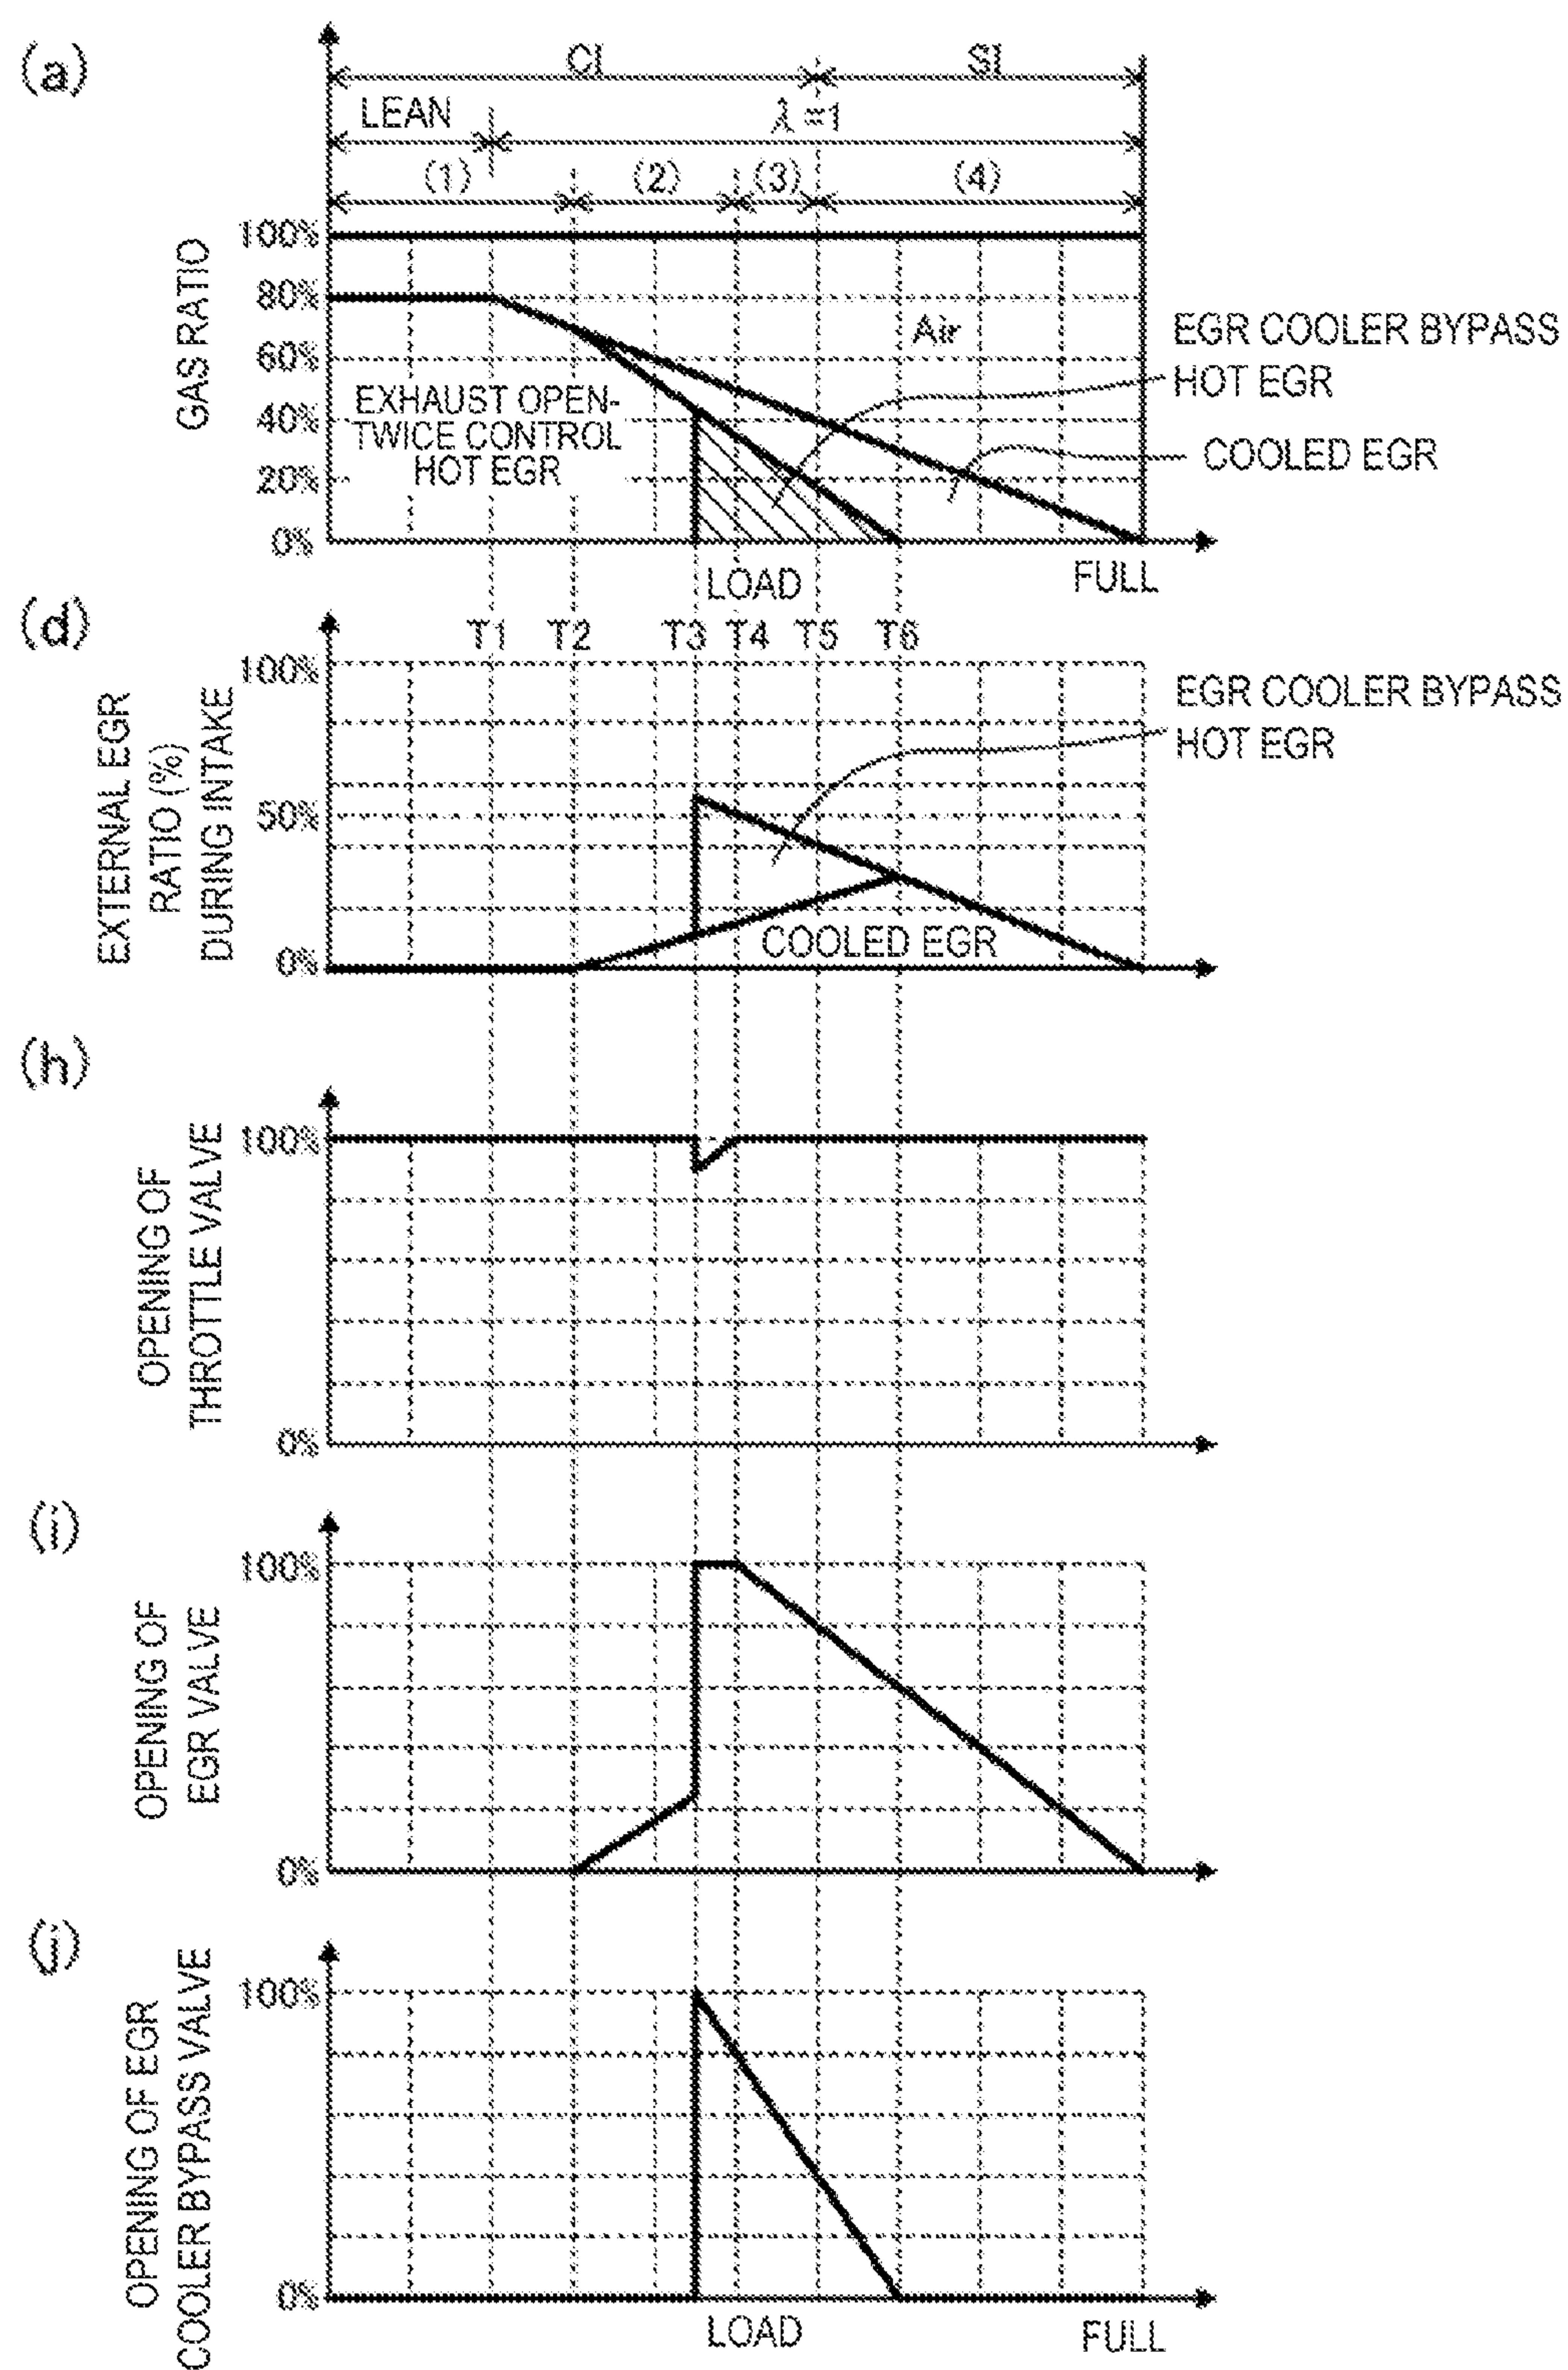 (a)
CI
SI
LEAN
λ=1
(1)
(2)
(3)
(4)
GAS RATIO
100%
80%
60%
40%
20%
0%
EXHAUST OPEN-
TWICE CONTROL
HOT EGR
Air
EGR COOLER BYPASS
HOT EGR
COOLED EGR
LOAD
FULL
T1
T2
T3
T4
T5
T6
(d)
EXTERNAL EGR
RATIO (%)
DURING INTAKE
100%
50%
0%
EGR COOLER BYPASS
HOT EGR
COOLED EGR
(h)
OPENING OF
THROTTLE VALVE
100%
0%
(i)
OPENING OF
EGR VALVE
100%
0%
(j)
OPENING OF EGR
COOLER BYPASS VALVE
100%
0%
LOAD
FULL